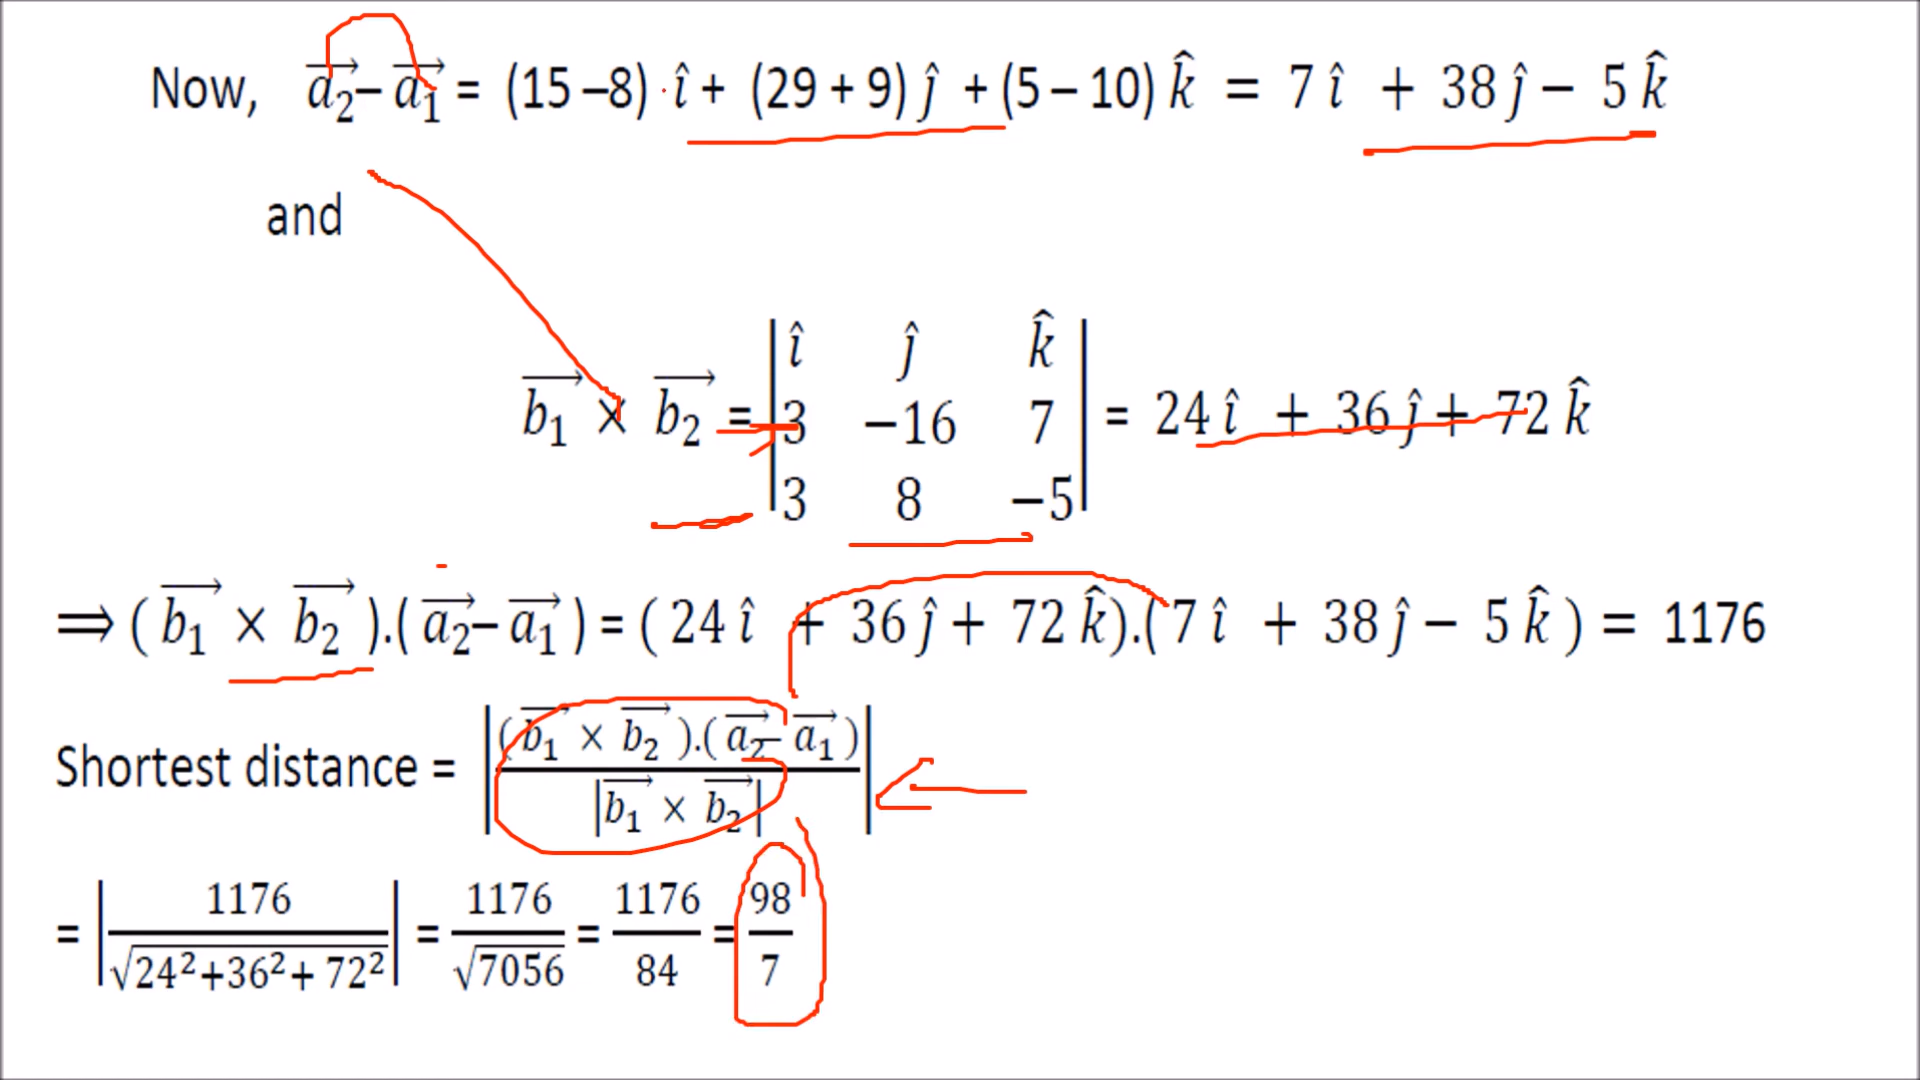 Now, a₂⃗ – a₁⃗ = (15 –8) · î + (29 + 9) ĵ + (5 – 10) k̂ = 7 î + 38 ĵ – 5 k̂
and
b₁⃗ × b₂⃗ = | î ĵ k̂ |
| 3 −16 7 | = 24 î + 36 ĵ + 72 k̂
| 3 8 −5 |
⇒ ( b₁⃗ × b₂⃗ ).( a₂⃗ – a₁⃗ ) = ( 24 î + 36 ĵ + 72 k̂).( 7 î + 38 ĵ − 5 k̂ ) = 1176
Shortest distance = | ( b₁⃗ × b₂⃗ ).( a₂⃗ – a₁⃗ ) / |b₁⃗ × b₂⃗| |
= | 1176 / √(24²+36²+ 72²) | = 1176 / √7056 = 1176 / 84 = 98 / 7